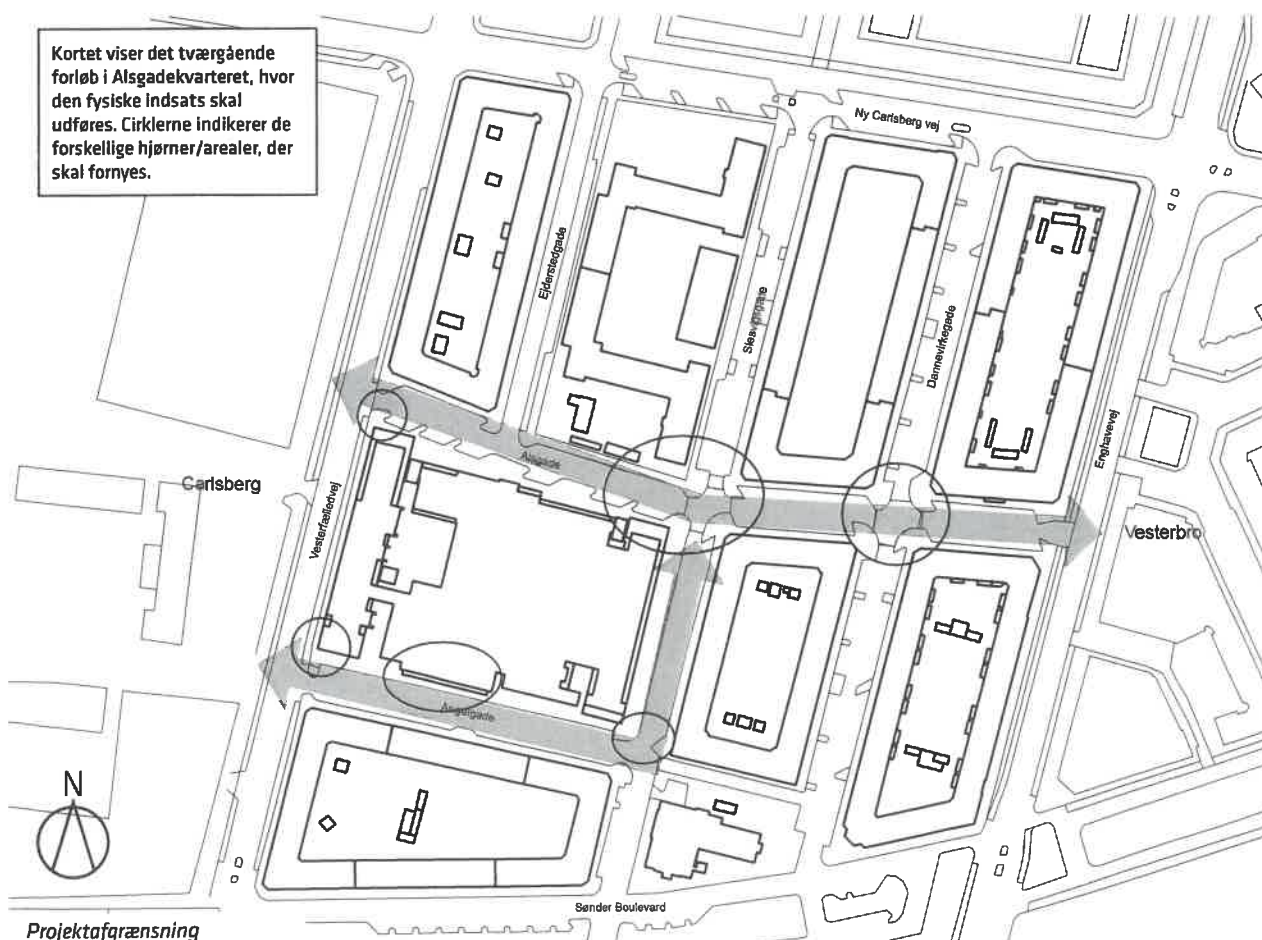 Kortet viser det tværgående
forløb i Alsgadekvarteret, hvor
den fysiske indsats skal
udføres. Cirklerne indikerer de
forskellige hjørner/arealer, der
skal fornyes.
Ny Carlsberg vej
Ejderstedgade
Slesvigsgade
Dannevirkegade
Enghavevej
Alsgade
Carlsberg
Vesterfælledvej
Vesterbro
Angelgade
N
Sønder Boulevard
Projektafgrænsning